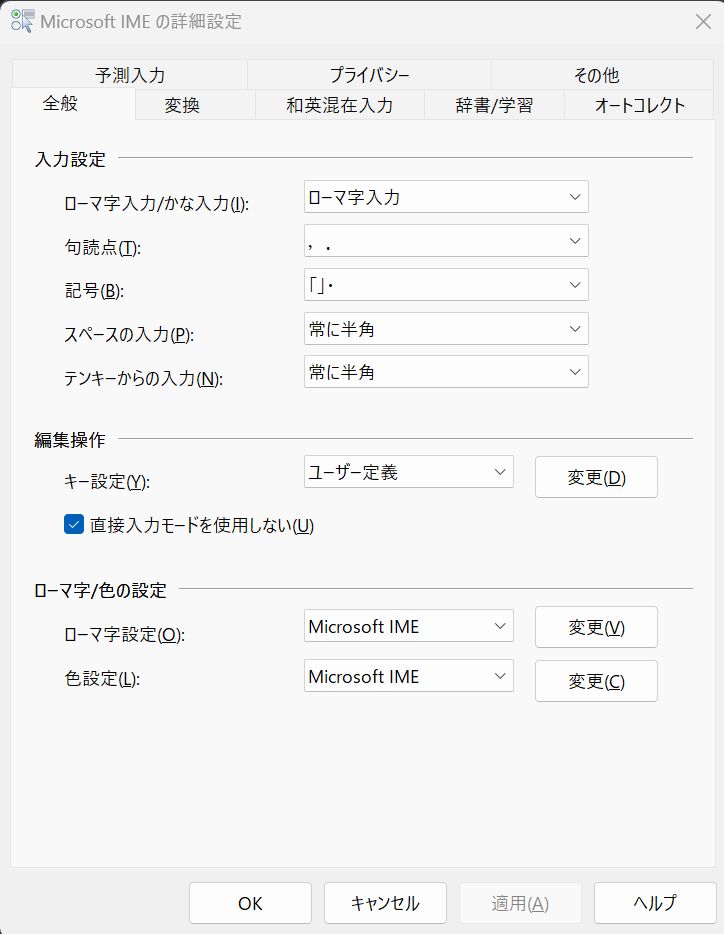 Microsoft IME の詳細設定
予測入力 プライバシー その他
全般 変換 和英混在入力 辞書/学習 オートコレクト
入力設定
ローマ字入力/かな入力(I): ローマ字入力
句読点(T): ，．
記号(B): 「」・
スペースの入力(P): 常に半角
テンキーからの入力(N): 常に半角
編集操作
キー設定(Y): ユーザー定義 変更(D)
直接入力モードを使用しない(U)
ローマ字/色の設定
ローマ字設定(O): Microsoft IME 変更(V)
色設定(L): Microsoft IME 変更(C)
OK キャンセル 適用(A) ヘルプ